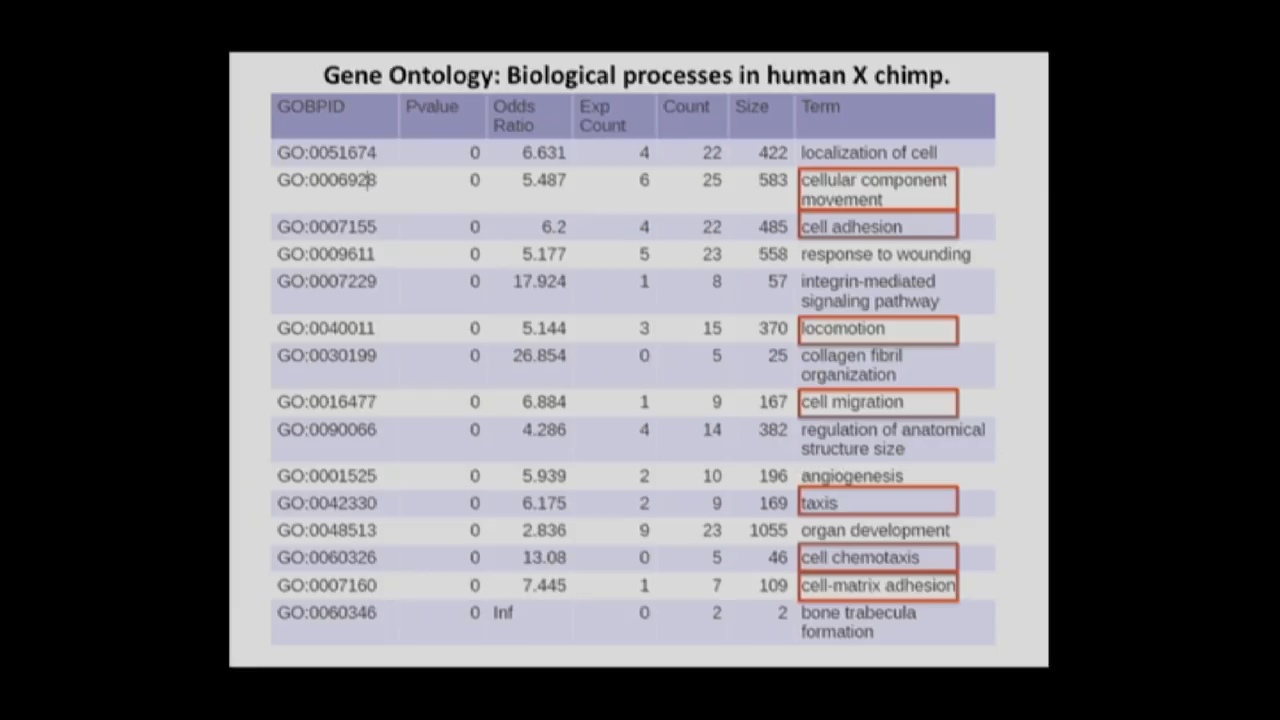 Gene Ontology: Biological processes in human X chimp.
GOBPID Pvalue Odds Ratio Exp Count Count Size Term
GO:0051674 0 6.631 4 22 422 localization of cell
GO:0006928 0 5.487 6 25 583 cellular component movement
GO:0007155 0 6.2 4 22 485 cell adhesion
GO:0009611 0 5.177 5 23 558 response to wounding
GO:0007229 0 17.924 1 8 57 integrin-mediated signaling pathway
GO:0040011 0 5.144 3 15 370 locomotion
GO:0030199 0 26.854 0 5 25 collagen fibril organization
GO:0016477 0 6.884 1 9 167 cell migration
GO:0090066 0 4.286 4 14 382 regulation of anatomical structure size
GO:0001525 0 5.939 2 10 196 angiogenesis
GO:0042330 0 6.175 2 9 169 taxis
GO:0048513 0 2.836 9 23 1055 organ development
GO:0060326 0 13.08 0 5 46 cell chemotaxis
GO:0007160 0 7.445 1 7 109 cell-matrix adhesion
GO:0060346 0 Inf 0 2 2 bone trabecula formation